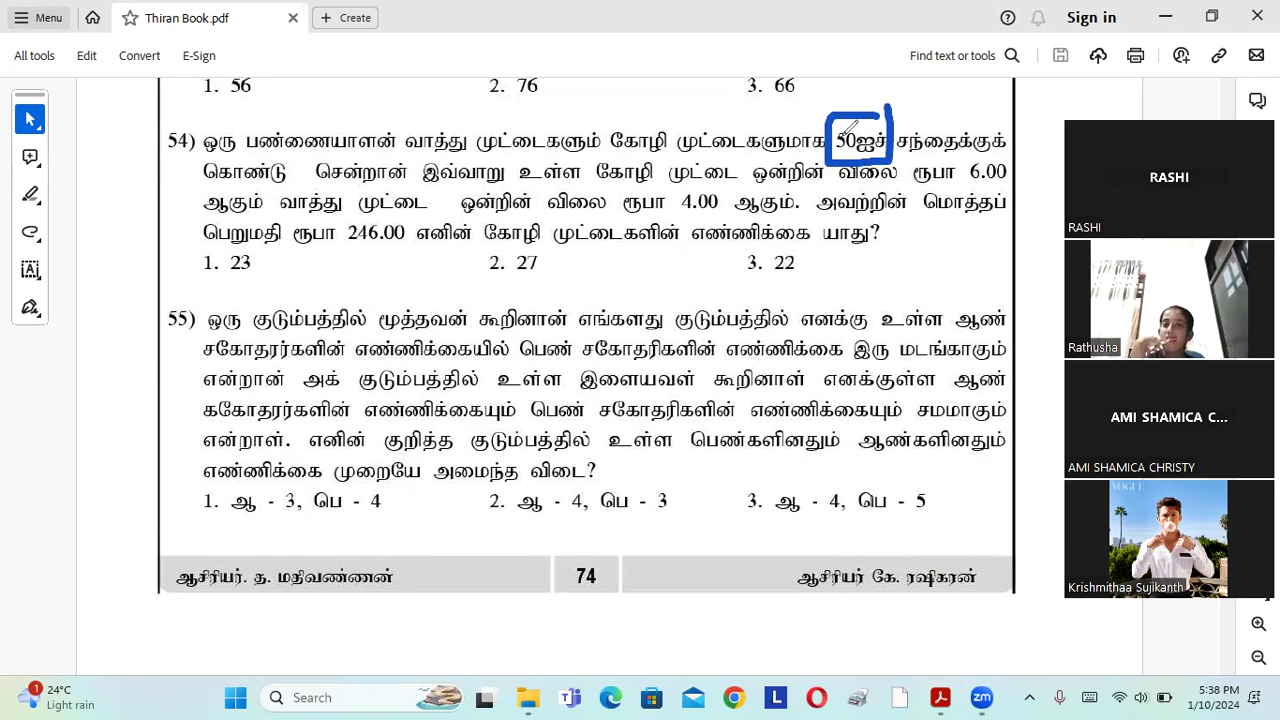 Menu
Thiran Book.pdf
Create
Sign in
All tools
Edit
Convert
E-Sign
Find text or tools
1. 56 2. 76 3. 66
54) ஒரு பண்ணையாளன் வாத்து முட்டைகளும் கோழி முட்டைகளுமாக 50ஐச் சந்தைக்குக்
கொண்டு சென்றான் இவ்வாறு உள்ள கோழி முட்டை ஒன்றின் விலை ரூபா 6.00
ஆகும் வாத்து முட்டை ஒன்றின் விலை ரூபா 4.00 ஆகும். அவற்றின் மொத்தப்
பெறுமதி ரூபா 246.00 எனின் கோழி முட்டைகளின் எண்ணிக்கை யாது?
1. 23 2. 27 3. 22
55) ஒரு குடும்பத்தில் மூத்தவன் கூறினான் எங்களது குடும்பத்தில் எனக்கு உள்ள ஆண்
சகோதரர்களின் எண்ணிக்கையில் பெண் சகோதரிகளின் எண்ணிக்கை இரு மடங்காகும்
என்றான் அக் குடும்பத்தில் உள்ள இளையவள் கூறினாள் எனக்குள்ள ஆண்
ககோதரர்களின் எண்ணிக்கையும் பெண் சகோதரிகளின் எண்ணிக்கையும் சமமாகும்
என்றாள். எனின் குறித்த குடும்பத்தில் உள்ள பெண்களினதும் ஆண்களினதும்
எண்ணிக்கை முறையே அமைந்த விடை?
1. ஆ - 3, பெ - 4 2. ஆ - 4, பெ - 3 3. ஆ - 4, பெ - 5
ஆசிரியர். த. மதிவண்ணன் 74 ஆசிரியர் கே. ரஷிகரன்
RASHI
RASHI
Rathusha
AMI SHAMICA C...
AMI SHAMICA CHRISTY
VOGUE
Krishmithaa Sujikanth
1
24°C
Light rain
Search
5:38 PM
1/10/2024